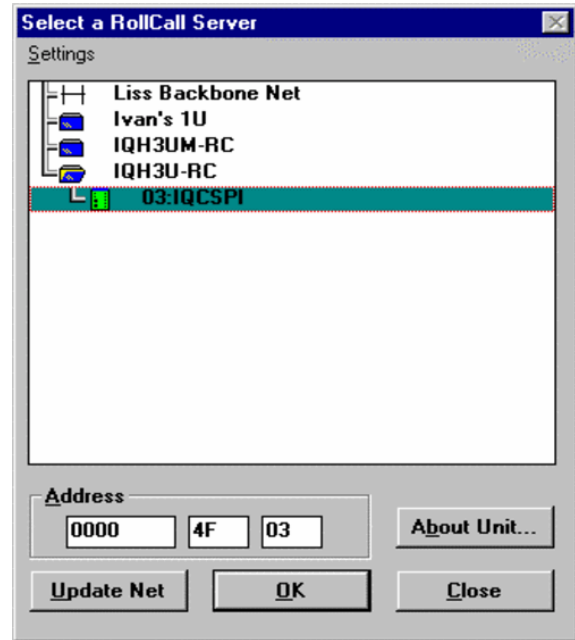 Select a RollCall Server
Settings
Liss Backbone Net
Ivan's 1U
IQH3UM-RC
IQH3U-RC
03:IQCSPI
Address
0000 4F 03
About Unit...
Update Net OK Close